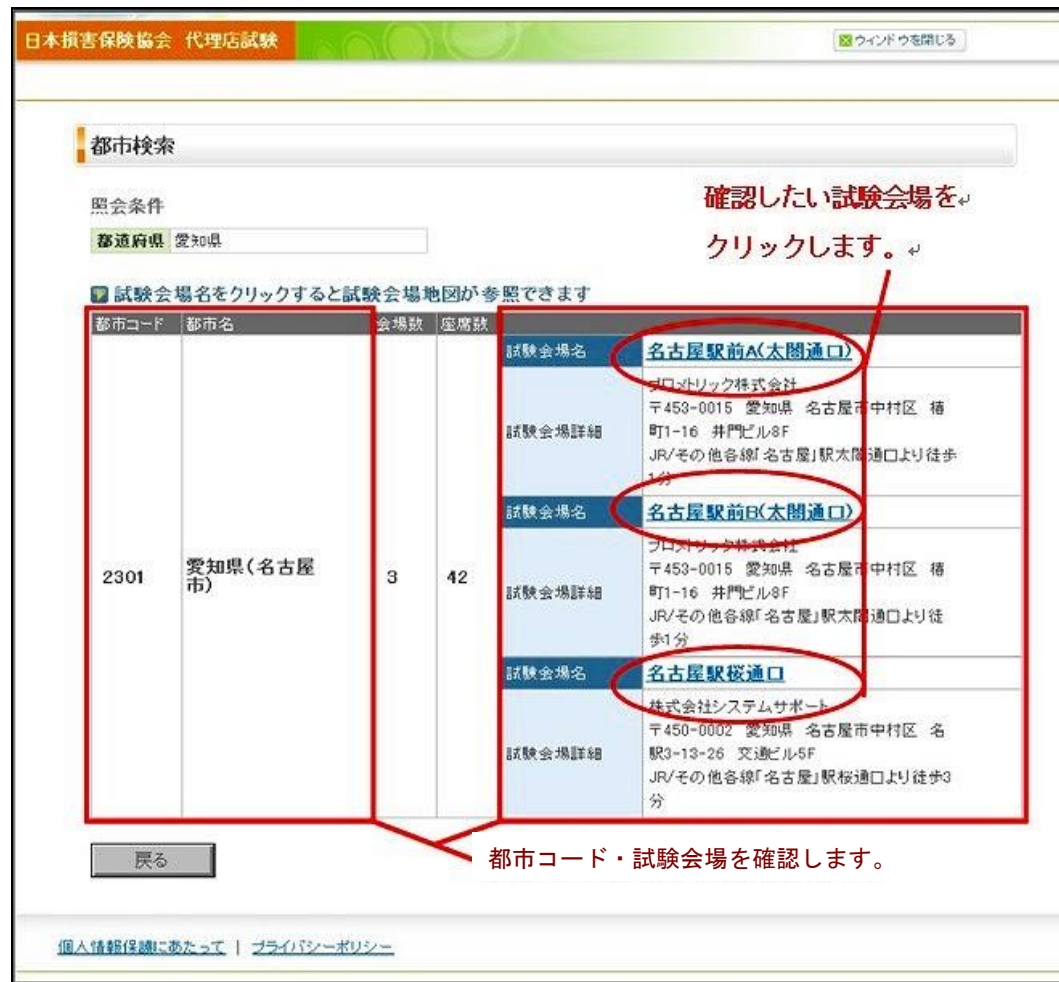 日本損害保険協会 代理店試験
ウィンドウを閉じる
都市検索
照会条件
都道府県 愛知県
確認したい試験会場を
クリックします。
試験会場名をクリックすると試験会場地図が参照できます
都市コード 都市名 会場数 座席数
2301 愛知県(名古屋
市) 3 42
試験会場名 名古屋駅前A(太閤通口)
試験会場詳細
プロメトリック株式会社
〒453-0015 愛知県 名古屋市中村区 椿
町1-16 井門ビル8F
JR/その他各線「名古屋」駅太閤通口より徒歩
1分
試験会場名 名古屋駅前B(太閤通口)
試験会場詳細
プロメトリック株式会社
〒453-0015 愛知県 名古屋市中村区 椿
町1-16 井門ビル8F
JR/その他各線「名古屋」駅太閤通口より徒
歩1分
試験会場名 名古屋駅桜通口
試験会場詳細
株式会社システムサポート
〒450-0002 愛知県 名古屋市中村区 名
駅3-13-26 交通ビル5F
JR/その他各線「名古屋」駅桜通口より徒歩3
分
戻る
都市コード・試験会場を確認します。
個人情報保護にあたって | プライバシーポリシー